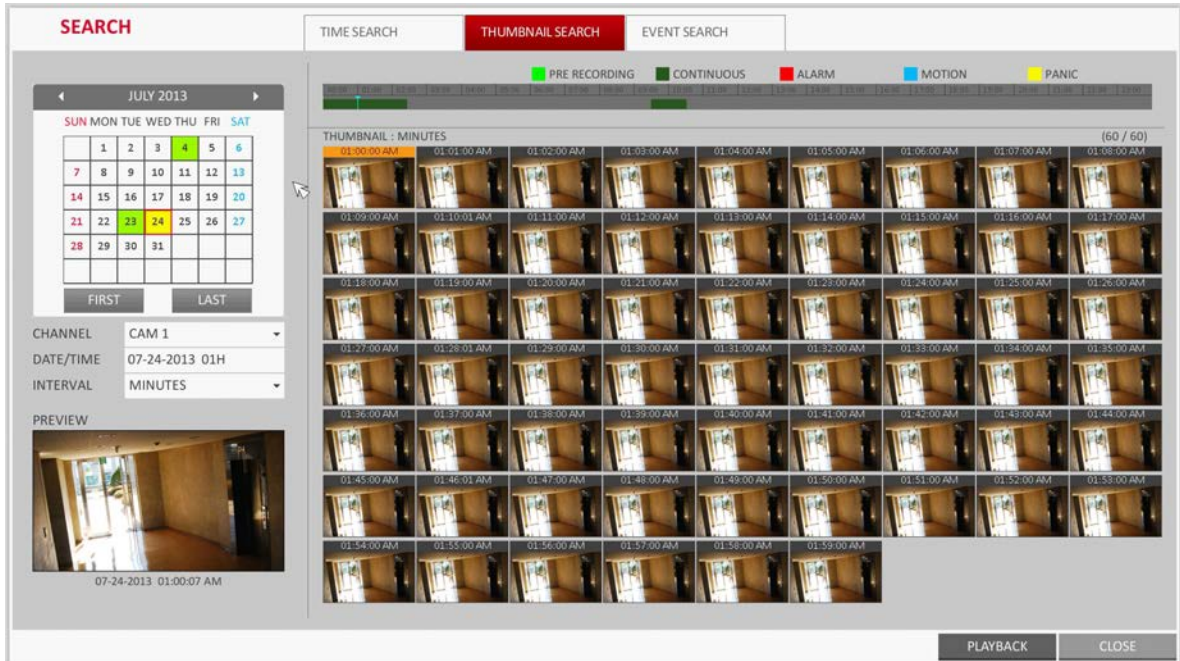 SEARCH
TIME SEARCH THUMBNAIL SEARCH EVENT SEARCH
PRE RECORDING CONTINUOUS ALARM MOTION PANIC
JULY 2013
SUN MON TUE WED THU FRI SAT
1 2 3 4 5 6
7 8 9 10 11 12 13
14 15 16 17 18 19 20
21 22 23 24 25 26 27
28 29 30 31
FIRST LAST
CHANNEL CAM 1
DATE/TIME 07-24-2013 01H
INTERVAL MINUTES
PREVIEW
07-24-2013 01:00:07 AM
THUMBNAIL : MINUTES (60 / 60)
01:00:00 AM 01:01:00 AM 01:02:00 AM 01:03:00 AM 01:04:00 AM 01:05:00 AM 01:06:00 AM 01:07:00 AM 01:08:00 AM
01:09:00 AM 01:10:01 AM 01:11:00 AM 01:12:00 AM 01:13:00 AM 01:14:00 AM 01:15:00 AM 01:16:00 AM 01:17:00 AM
01:18:00 AM 01:19:00 AM 01:20:00 AM 01:21:00 AM 01:22:00 AM 01:23:00 AM 01:24:00 AM 01:25:00 AM 01:26:00 AM
01:27:00 AM 01:28:01 AM 01:29:00 AM 01:30:00 AM 01:31:00 AM 01:32:00 AM 01:33:00 AM 01:34:00 AM 01:35:00 AM
01:36:00 AM 01:37:00 AM 01:38:00 AM 01:39:00 AM 01:40:00 AM 01:41:00 AM 01:42:00 AM 01:43:00 AM 01:44:00 AM
01:45:00 AM 01:46:01 AM 01:47:00 AM 01:48:00 AM 01:49:00 AM 01:50:00 AM 01:51:00 AM 01:52:00 AM 01:53:00 AM
01:54:00 AM 01:55:00 AM 01:56:00 AM 01:57:00 AM 01:58:00 AM 01:59:00 AM
PLAYBACK CLOSE